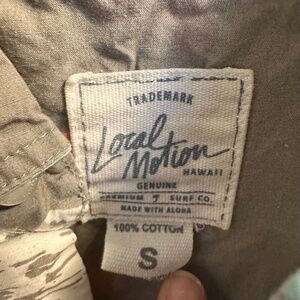 TRADEMARK
Local
Motion
HAWAII
GENUINE
PREMIUM SURF CO.
MADE WITH ALOHA
100% COTTON
S